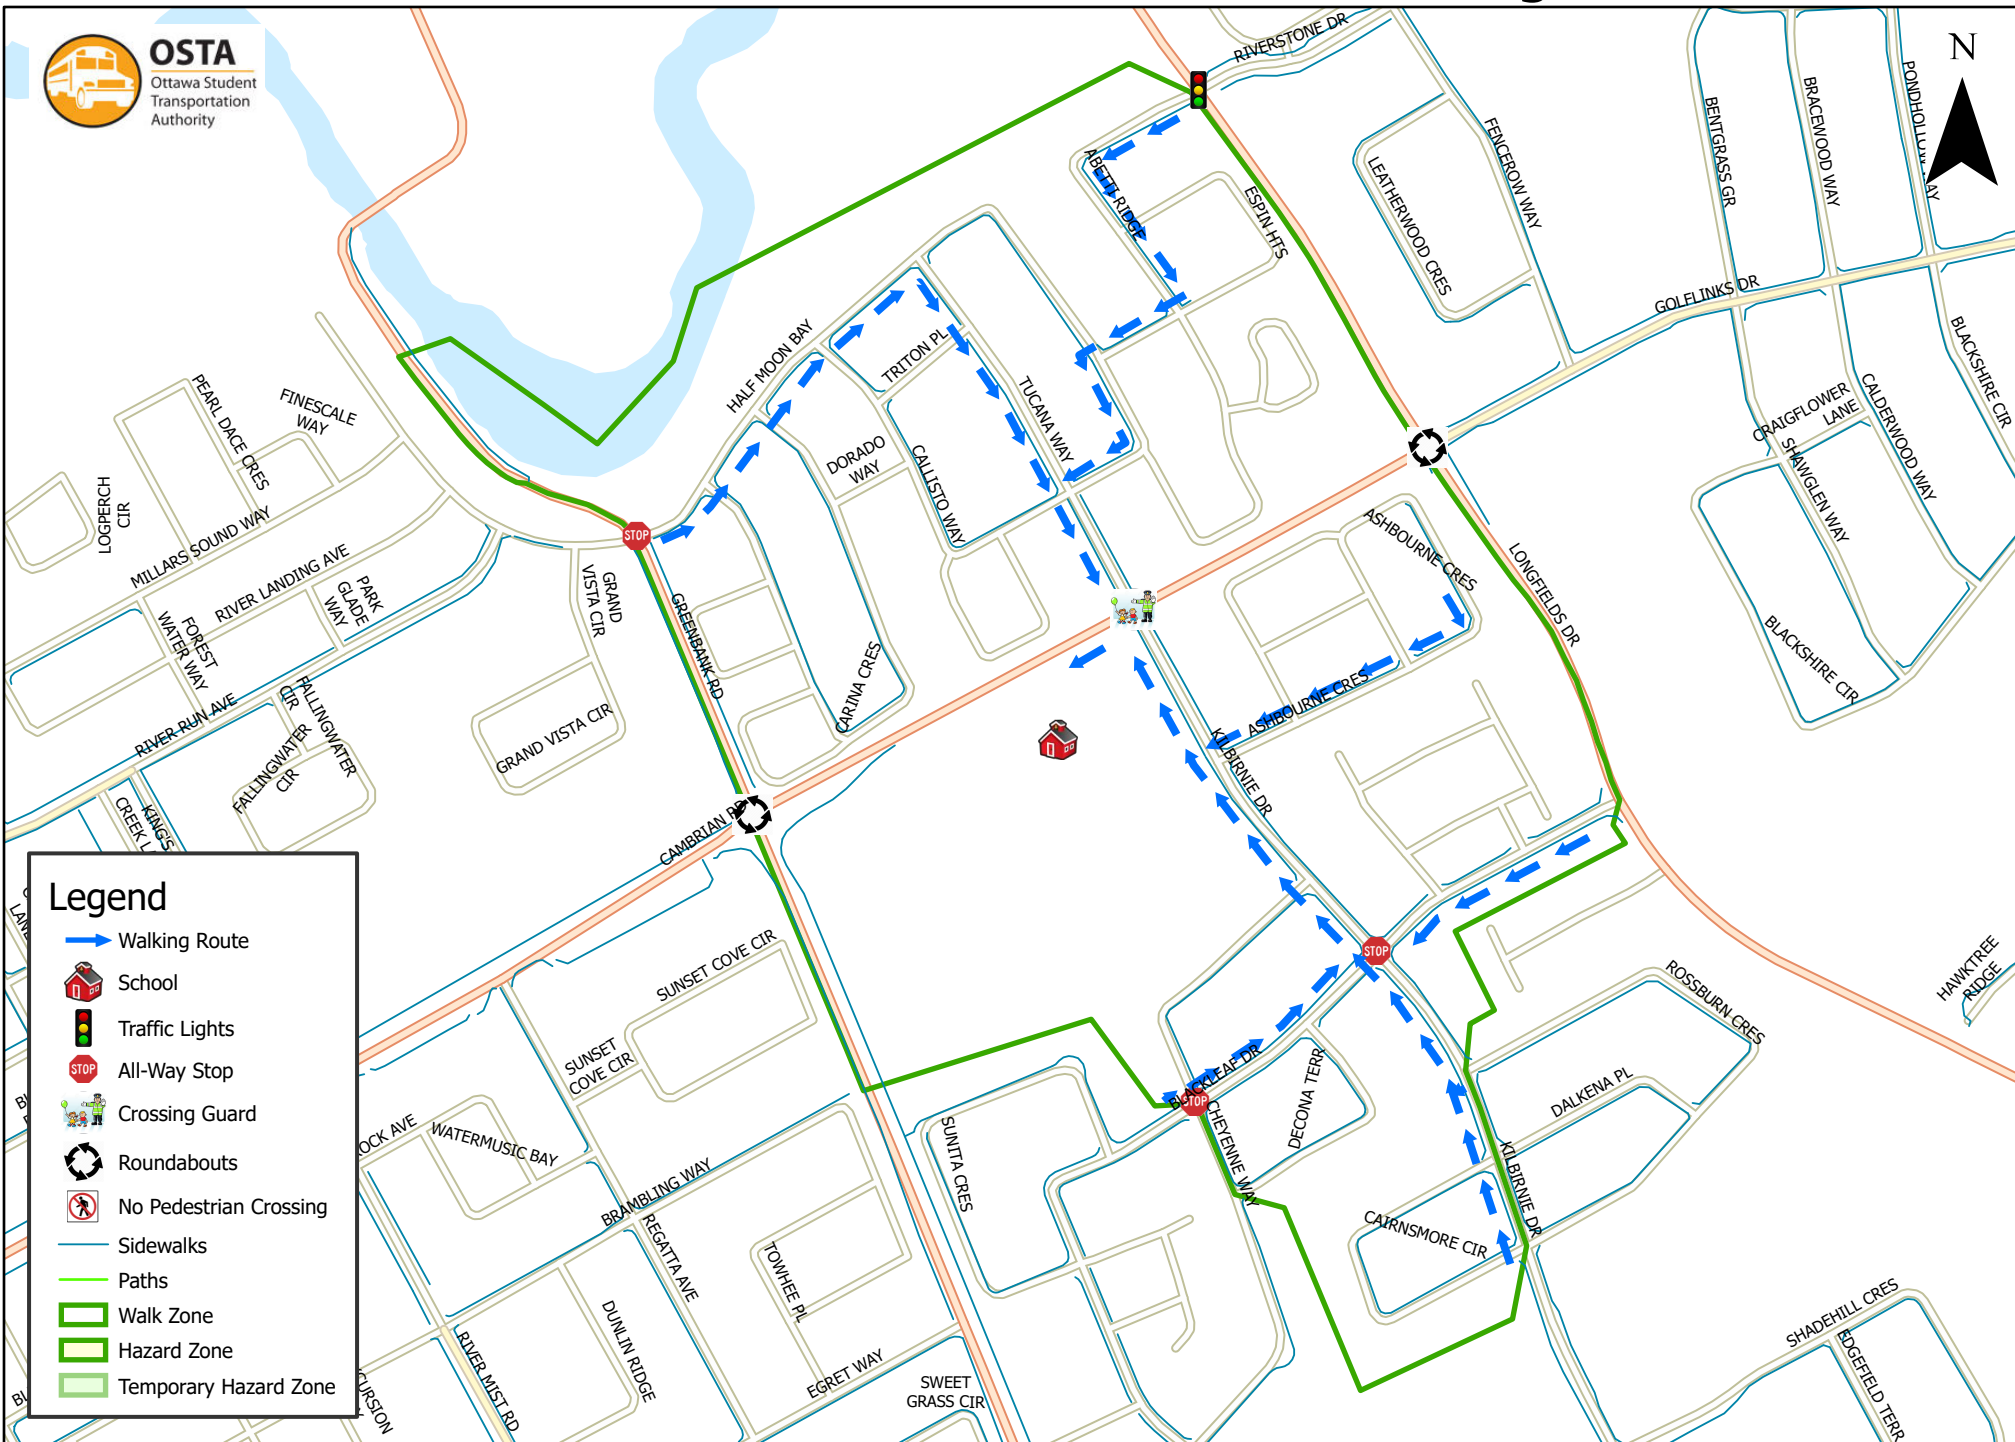 OSTA
Ottawa Student
Transportation
Authority
N
RIVERSTONE DR
ABETTI RIDGE
ESPIN HTS
LEATHERWOOD CRES
FENCEROW WAY
BENTGRASS GR
BRACEWOOD WAY
GOLFLINKS DR
BLACKSHIRE CIR
CRAIGFLOWER
LANE
CALDERWOOD WAY
SHAWGLEN WAY
BLACKSHIRE CIR
HALF MOON BAY
TRITON PL
TUCANA WAY
DORADO
WAY
CALLISTO WAY
CARINA CRES
PEARL DACE CRES
FINESCALE
WAY
LOGPERCH
CIR
MILLARS SOUND WAY
RIVER LANDING AVE
PARK
GLADE
WAY
FOREST
WATER WAY
GRAND
VISTA CIR
GREENBANK RD
STOP
RIVER RUN AVE
FALLINGWATER
CIR
FALLINGWATER
CIR
GRAND VISTA CIR
KING'S
CAMBRIAN RD
ASHBOURNE CRES
ASHBOURNE CRES
LONGFIELDS DR
KILBIRNIE DR
STOP
SUNSET COVE CIR
SUNSET
COVE CIR
WATERMUSIC BAY
BRAMBLING WAY
REGATTA AVE
TOWHEE PL
DUNLIN RIDGE
RIVER MIST RD
EGRET WAY
SWEET
GRASS CIR
SUNITA CRES
BLACKLEAF DR
STOP
CHEYENNE WAY
DECONA TERR
CAIRNSMORE CIR
KILBIRNIE DR
DALKENA PL
ROSSBURN CRES
HAWKTREE
RIDGE
SHADEHILL CRES
EDGEFIELD TERR
Legend
Walking Route
School
Traffic Lights
STOP All-Way Stop
Crossing Guard
Roundabouts
No Pedestrian Crossing
Sidewalks
Paths
Walk Zone
Hazard Zone
Temporary Hazard Zone